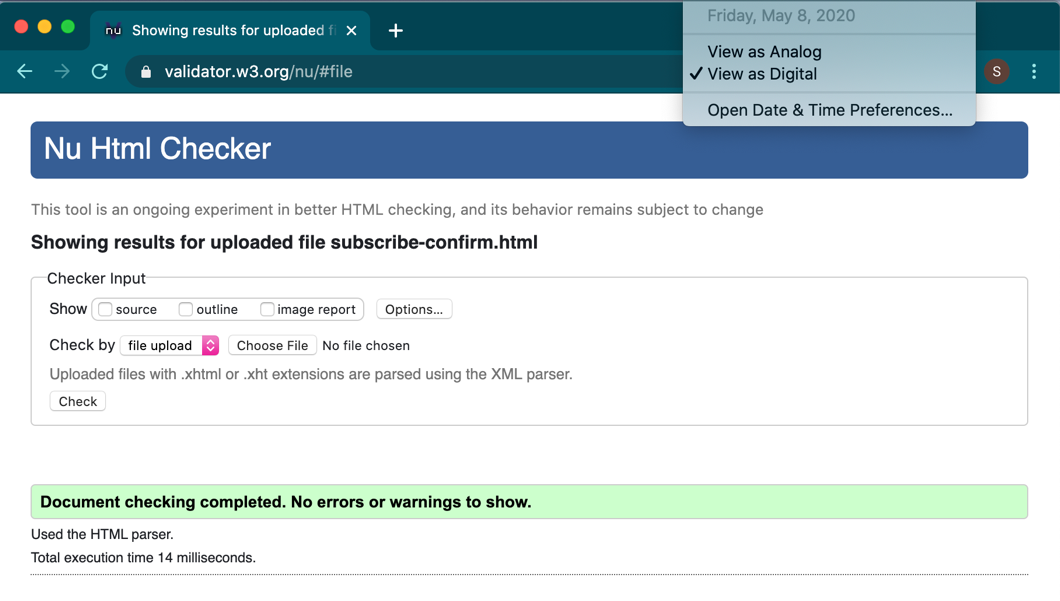 Friday, May 8, 2020
nu Showing results for uploaded fi
View as Analog
✓ View as Digital
validator.w3.org/nu/#file
S
Open Date & Time Preferences...
Nu Html Checker
This tool is an ongoing experiment in better HTML checking, and its behavior remains subject to change
Showing results for uploaded file subscribe-confirm.html
Checker Input
Show source outline image report Options...
Check by file upload Choose File No file chosen
Uploaded files with .xhtml or .xht extensions are parsed using the XML parser.
Check
Document checking completed. No errors or warnings to show.
Used the HTML parser.
Total execution time 14 milliseconds.